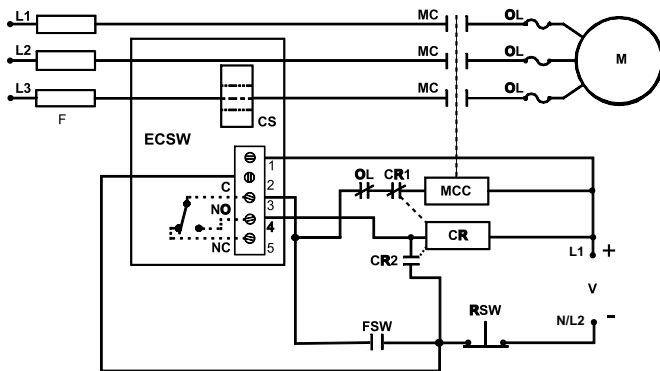 L1
MC
OL
L2
MC
OL
M
L3
MC
OL
F
CS
ECSW
1
OL
CR1
2
MCC
C
3
NO
4
CR
NC
5
CR2
L1
+
V
FSW
RSW
N/L2
-